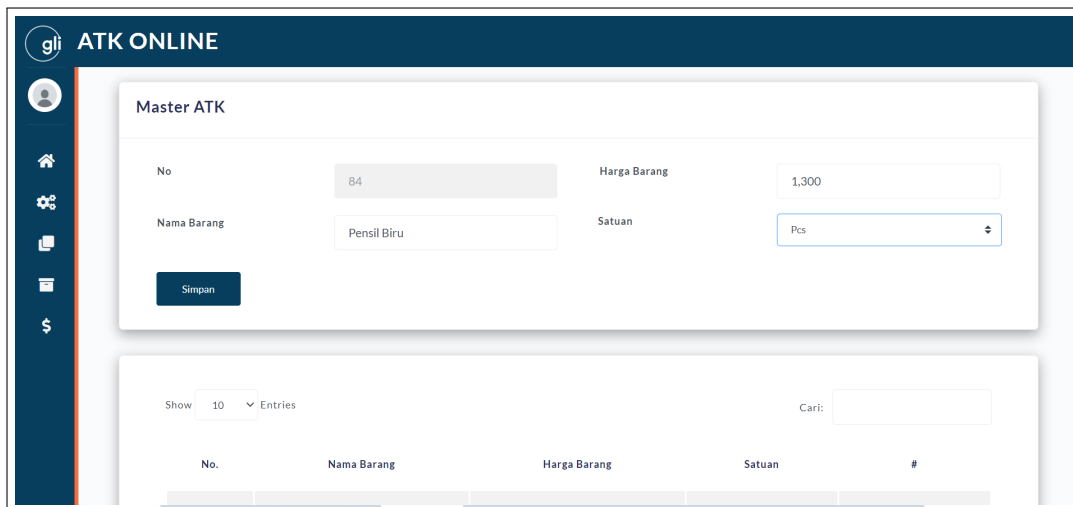 gli ATK ONLINE
Master ATK
No
84
Harga Barang
1,300
Nama Barang
Pensil Biru
Satuan
Pcs
Simpan
Show 10 Entries
Cari:
No. Nama Barang Harga Barang Satuan #